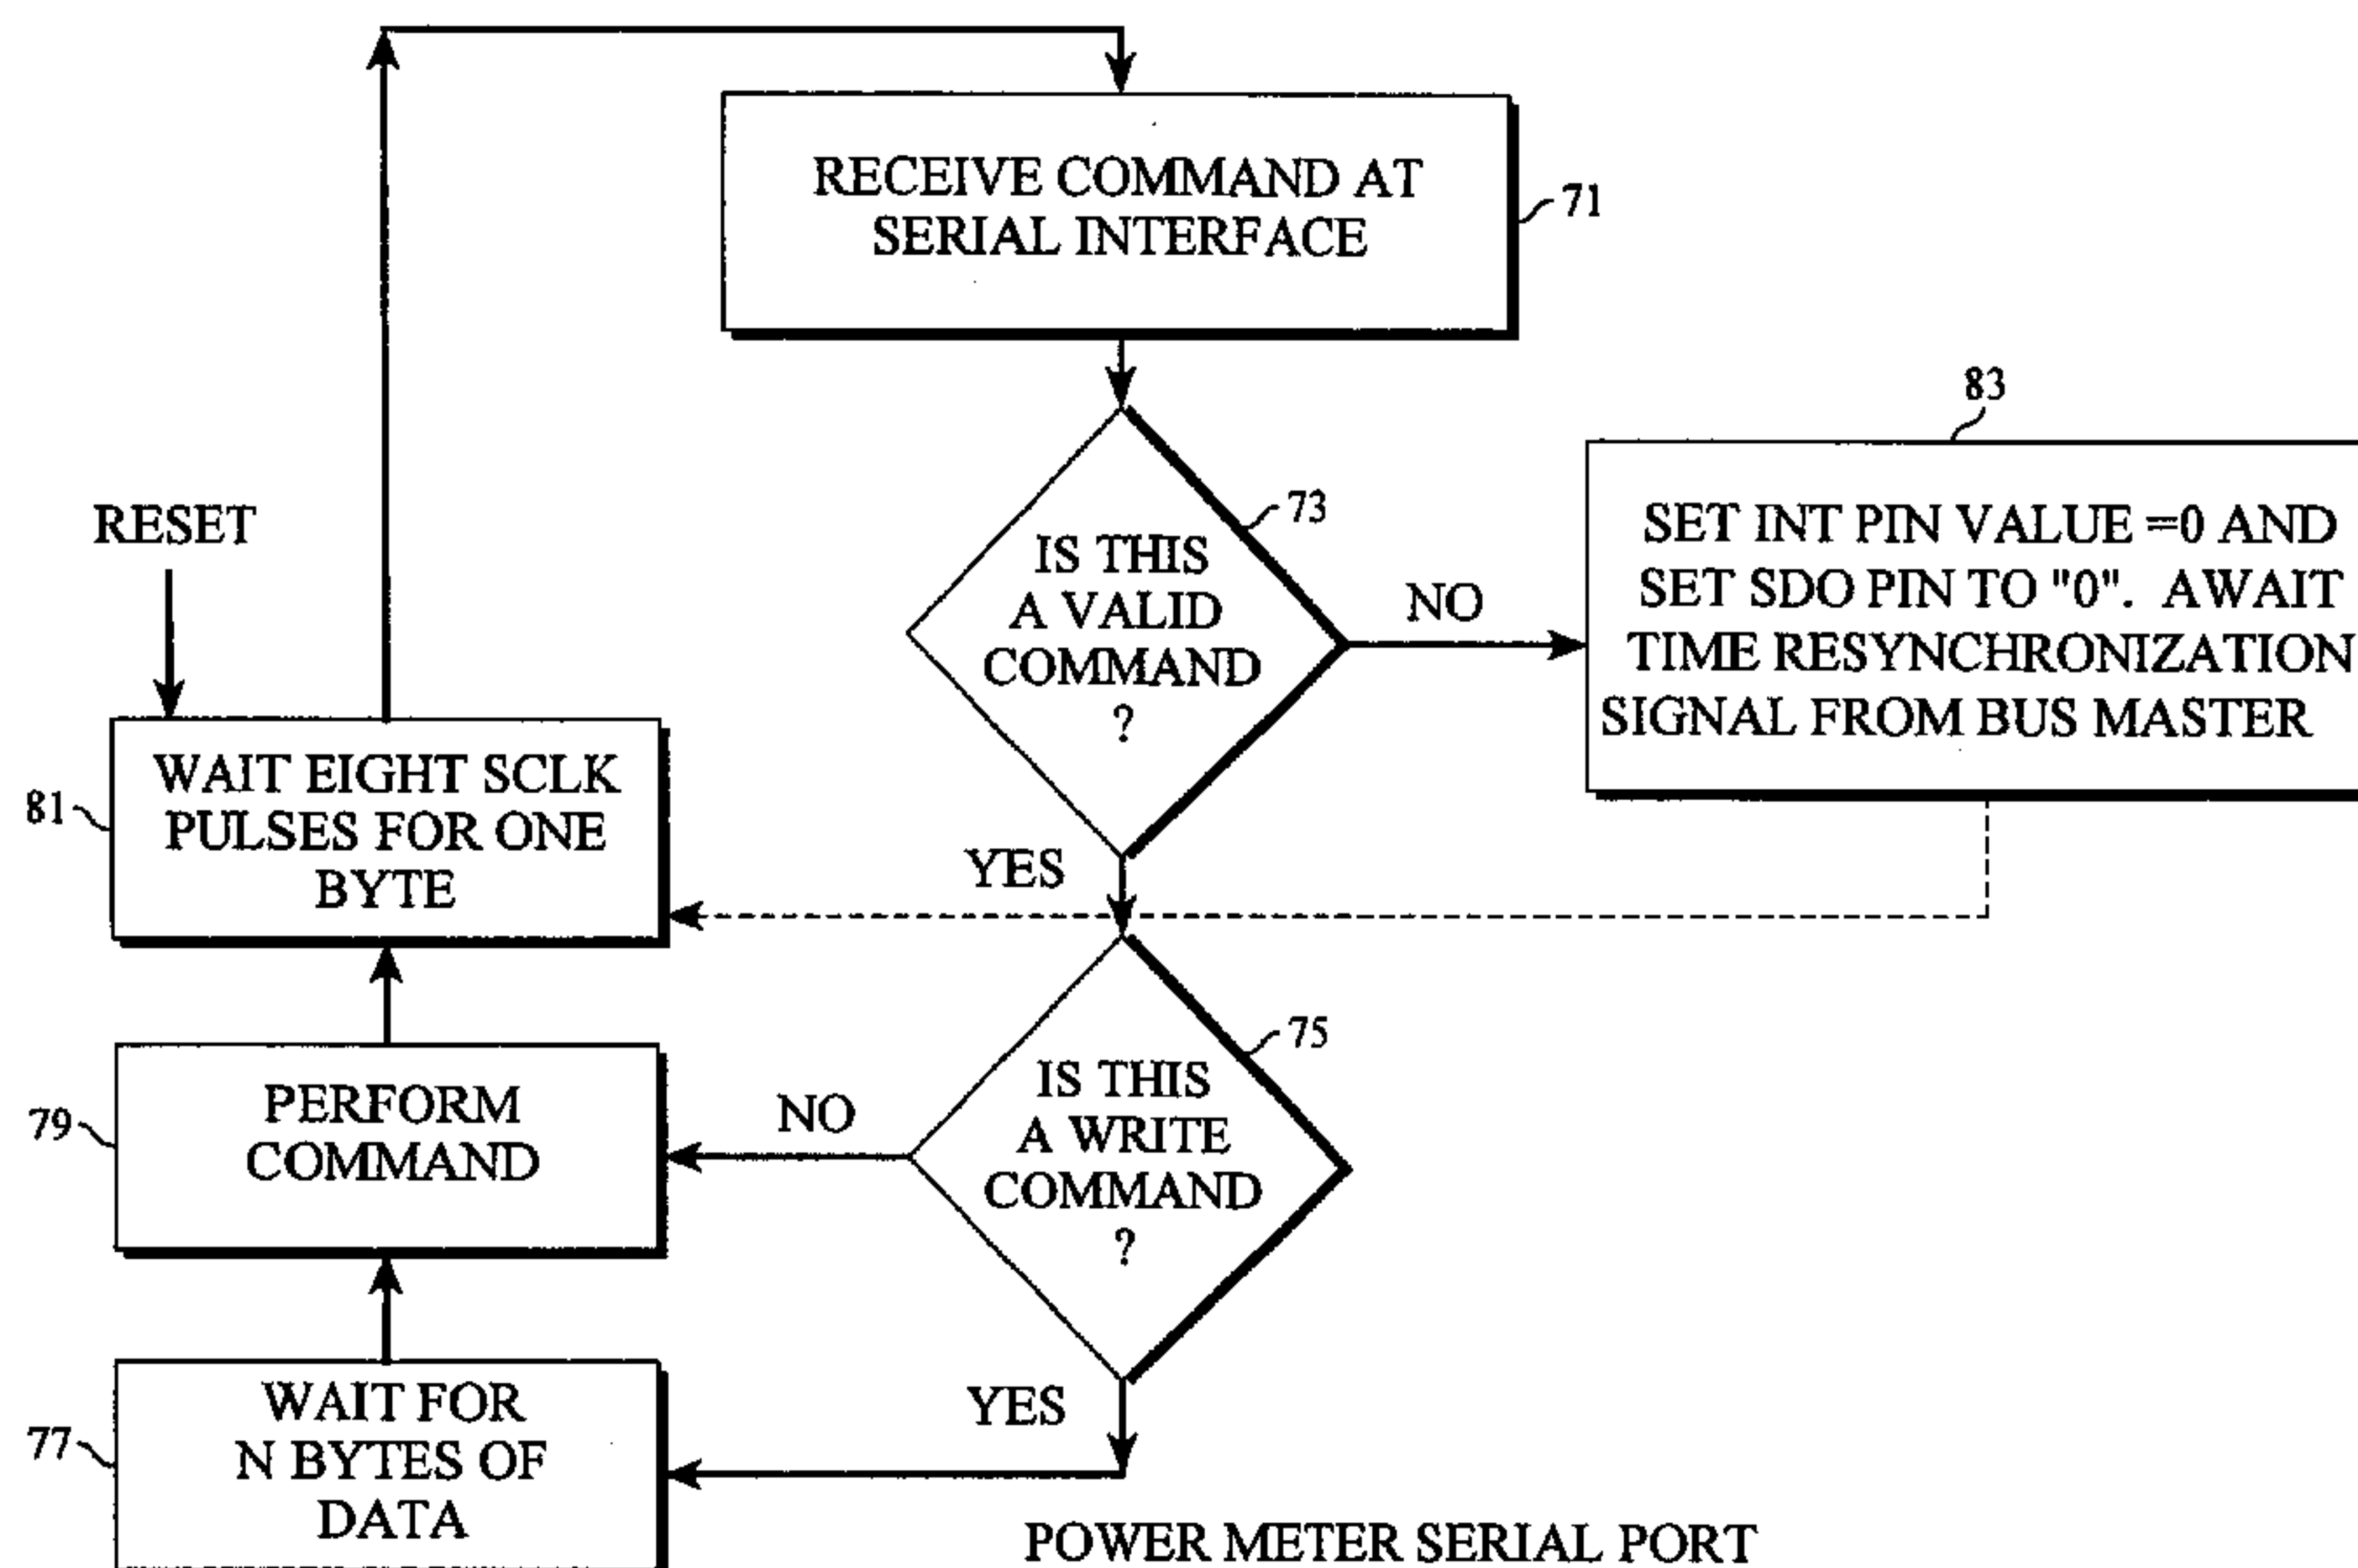 RECEIVE COMMAND AT
SERIAL INTERFACE
71
83
73
IS THIS
A VALID
COMMAND
?
NO
SET INT PIN VALUE =0 AND
SET SDO PIN TO "0". AWAIT
TIME RESYNCHRONIZATION
SIGNAL FROM BUS MASTER
RESET
81
WAIT EIGHT SCLK
PULSES FOR ONE
BYTE
YES
75
IS THIS
A WRITE
COMMAND
?
NO
79
PERFORM
COMMAND
YES
77
WAIT FOR
N BYTES OF
DATA
POWER METER SERIAL PORT